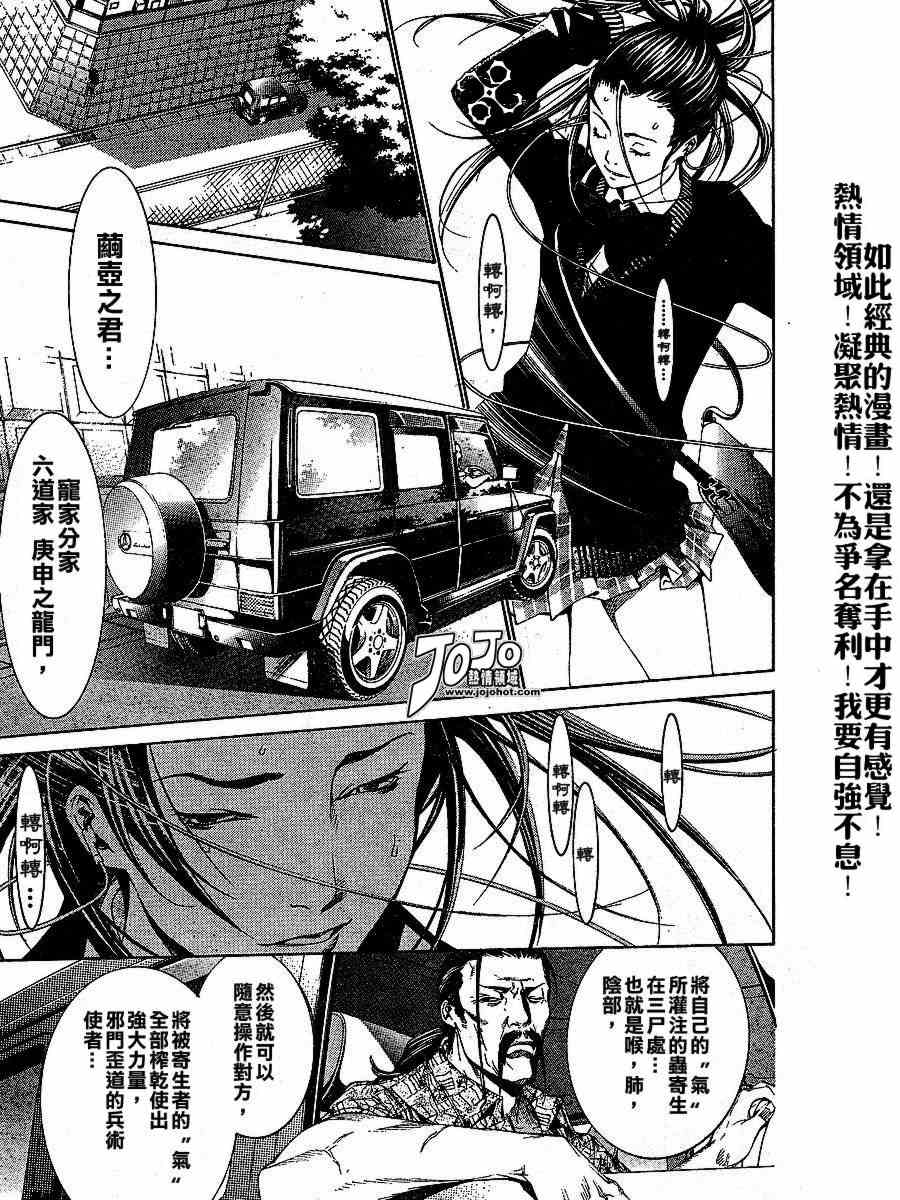 如此經典的漫畫！還是拿在手中才更有感覺！
熱情領域！凝聚熱情！不為爭名奪利！我要自強不息！
……轉啊轉…
轉啊轉，
繭壺之君…
寵家分家
六道家 庚申之龍門，
JOJO
熱情領域
www.jojohot.com
轉
轉
轉啊轉
轉啊轉…
將自己的〝氣〞
所灌注的蟲寄生
在三尸處…
也就是喉，肺，
陰部，
然後就可以
隨意操作對方，
將被寄生者的〝氣〞
全部榨乾使出
強大力量，
邪門歪道的兵術
使者…